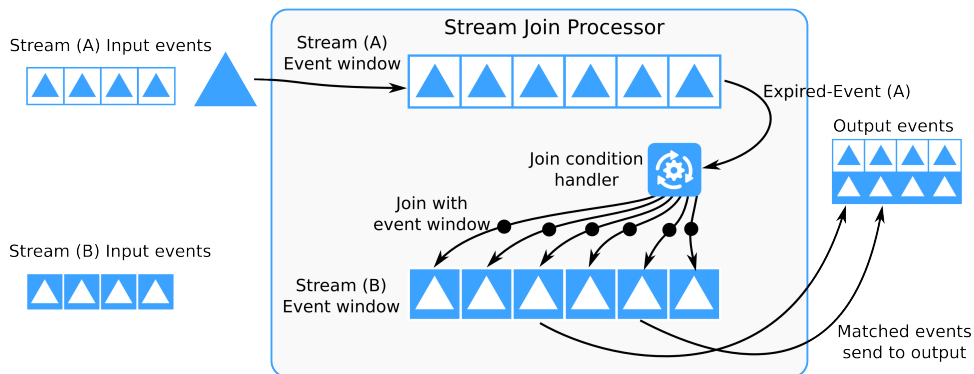 Stream Join Processor
Stream (A) Input events
Stream (A)
Event window
Expired-Event (A)
Output events
Join condition
handler
Join with
event window
Stream (B) Input events
Stream (B)
Event window
Matched events
send to output